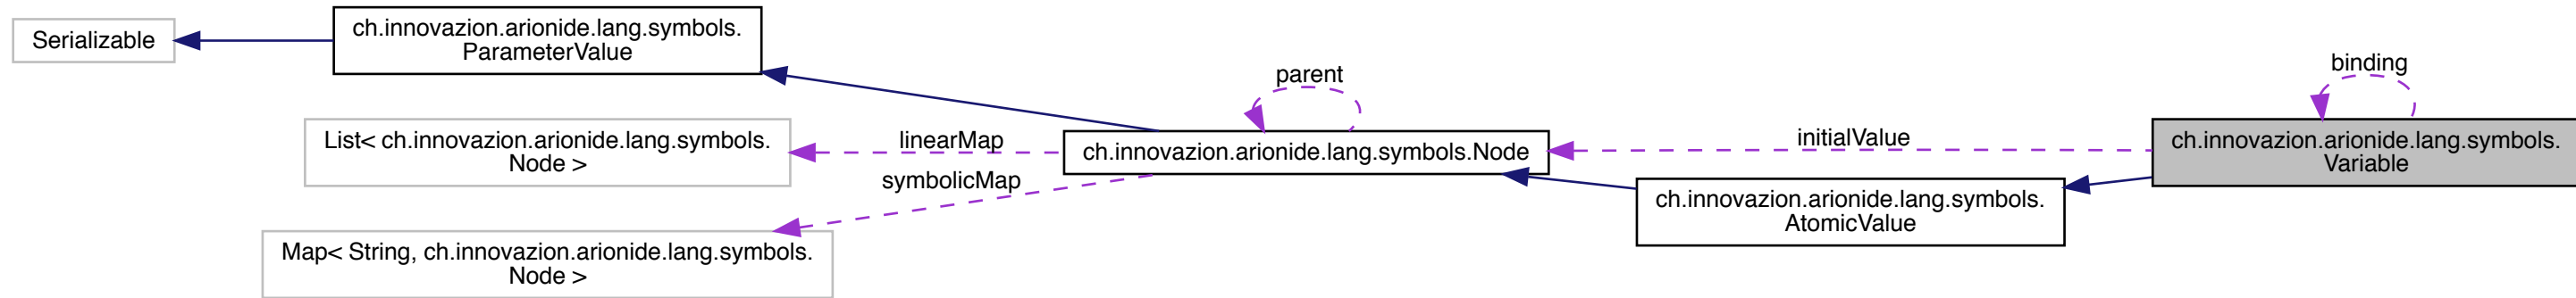 Serializable
ch.innovazion.arionide.lang.symbols.
ParameterValue
List< ch.innovazion.arionide.lang.symbols.
Node >
Map< String, ch.innovazion.arionide.lang.symbols.
Node >
linearMap
symbolicMap
parent
ch.innovazion.arionide.lang.symbols.Node
initialValue
ch.innovazion.arionide.lang.symbols.
AtomicValue
binding
ch.innovazion.arionide.lang.symbols.
Variable